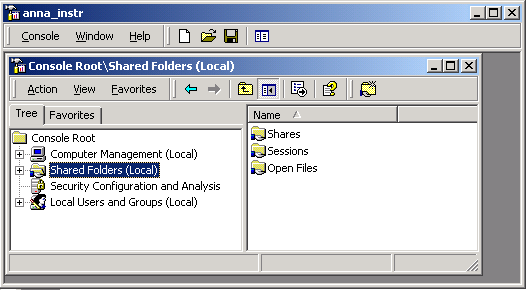 anna_instr
Console Window Help
Console Root\Shared Folders (Local)
Action View Favorites
Tree Favorites
Name
Console Root
Computer Management (Local)
Shared Folders (Local)
Security Configuration and Analysis
Local Users and Groups (Local)
Shares
Sessions
Open Files